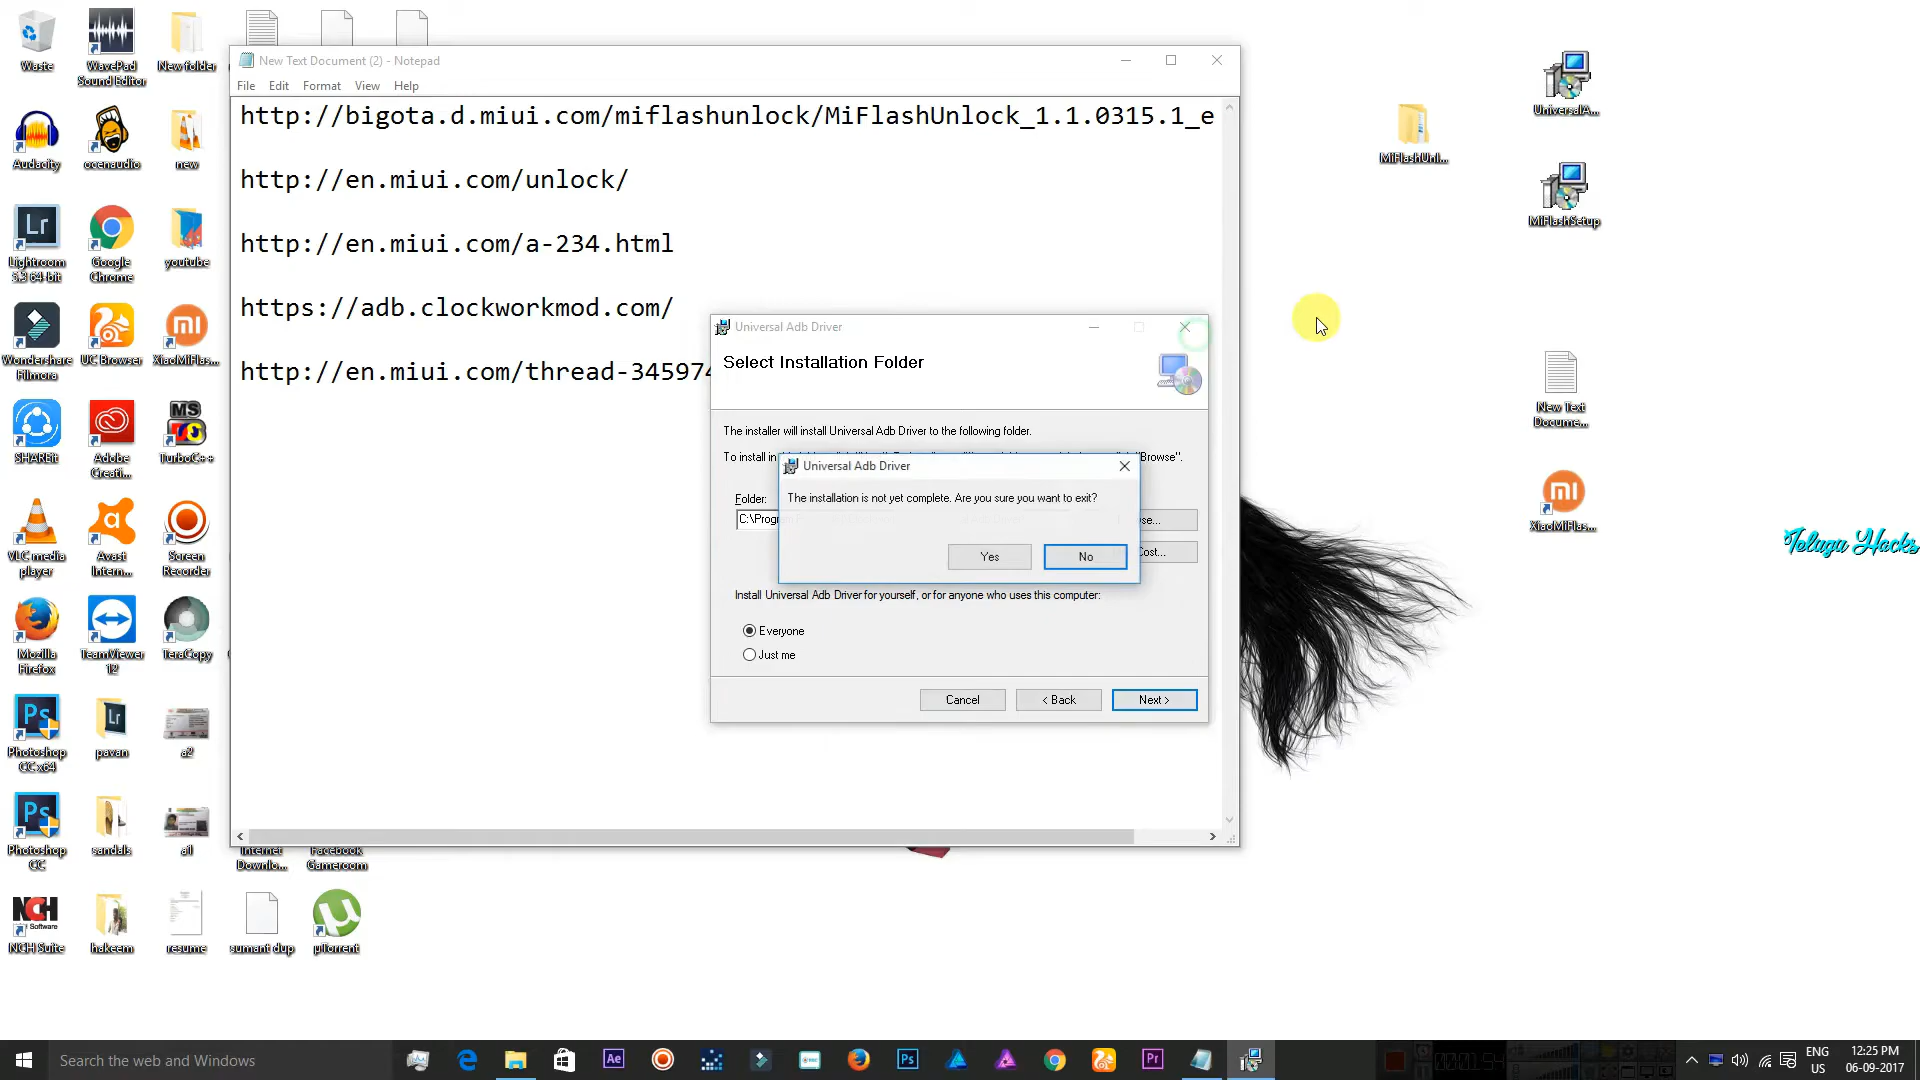 Waste
WavePad
Sound Editor
New folder
Audacity
ocenaudio
new
Lightroom
5.3 64-bit
Google
Chrome
youtube
Wondershare
Filmora
UC Browser
XiaoMiFlas...
SHAREit
Adobe
Creati...
TurboC++
VLC media
player
Avast
Intern...
Screen
Recorder
Mozilla
Firefox
TeamViewer
12
TeraCopy
Photoshop
CC x64
pavan
a2
Photoshop
CC
sandals
a1
Internet
Downlo...
Facebook
Gameroom
NCH Suite
hakeem
resume
sumant dup
µTorrent
New Text Document (2) - Notepad
File Edit Format View Help
http://bigota.d.miui.com/miflashunlock/MiFlashUnlock_1.1.0315.1_e
http://en.miui.com/unlock/
http://en.miui.com/a-234.html
https://adb.clockworkmod.com/
http://en.miui.com/thread-345974
Universal Adb Driver
Select Installation Folder
The installer will install Universal Adb Driver to the following folder.
To install in
"Browse".
Folder:
C:\Program
Universal Adb Driver
The installation is not yet complete. Are you sure you want to exit?
Yes
No
Cost...
Install Universal Adb Driver for yourself, or for anyone who uses this computer:
Everyone
Just me
Cancel
< Back
Next >
UniversalA...
MiFlashUnl...
MiFlashSetup
New Text
Docume...
XiaoMiFlas...
Telugu Hacks
Search the web and Windows
ENG
US
12:25 PM
06-09-2017